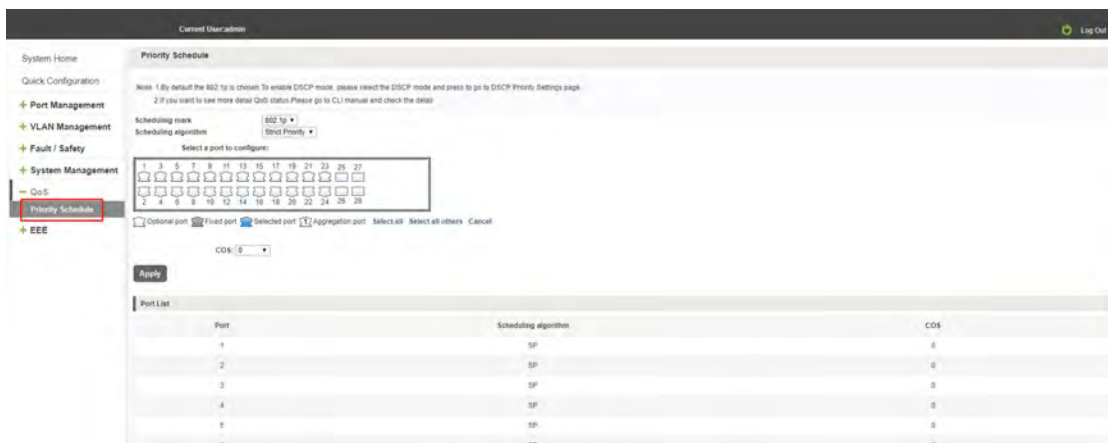 Current User:admin
Log Out
System Home
Quick Configuration
Port Management
VLAN Management
Fault / Safety
System Management
QoS
Priority Schedule
EEE
Priority Schedule
Note: 1.By default the 802.1p is chosen.To enable DSCP mode, please select the DSCP mode and press to go to DSCP Priority Settings page.
2.If you want to see more detail QoS status.Please go to CLI manual and check the detail
Scheduling mark 802.1p
Scheduling algorithm Strict Priority
Select a port to configure:
1 3 5 7 9 11 13 15 17 19 21 23 25 27
2 4 6 8 10 12 14 16 18 20 22 24 26 28
Optional port Fixed port Selected port 1 Aggregation port Select all Select all others Cancel
COS: 0
Apply
Port List
Port Scheduling algorithm COS
1 SP 0
2 SP 0
3 SP 0
4 SP 0
5 SP 0